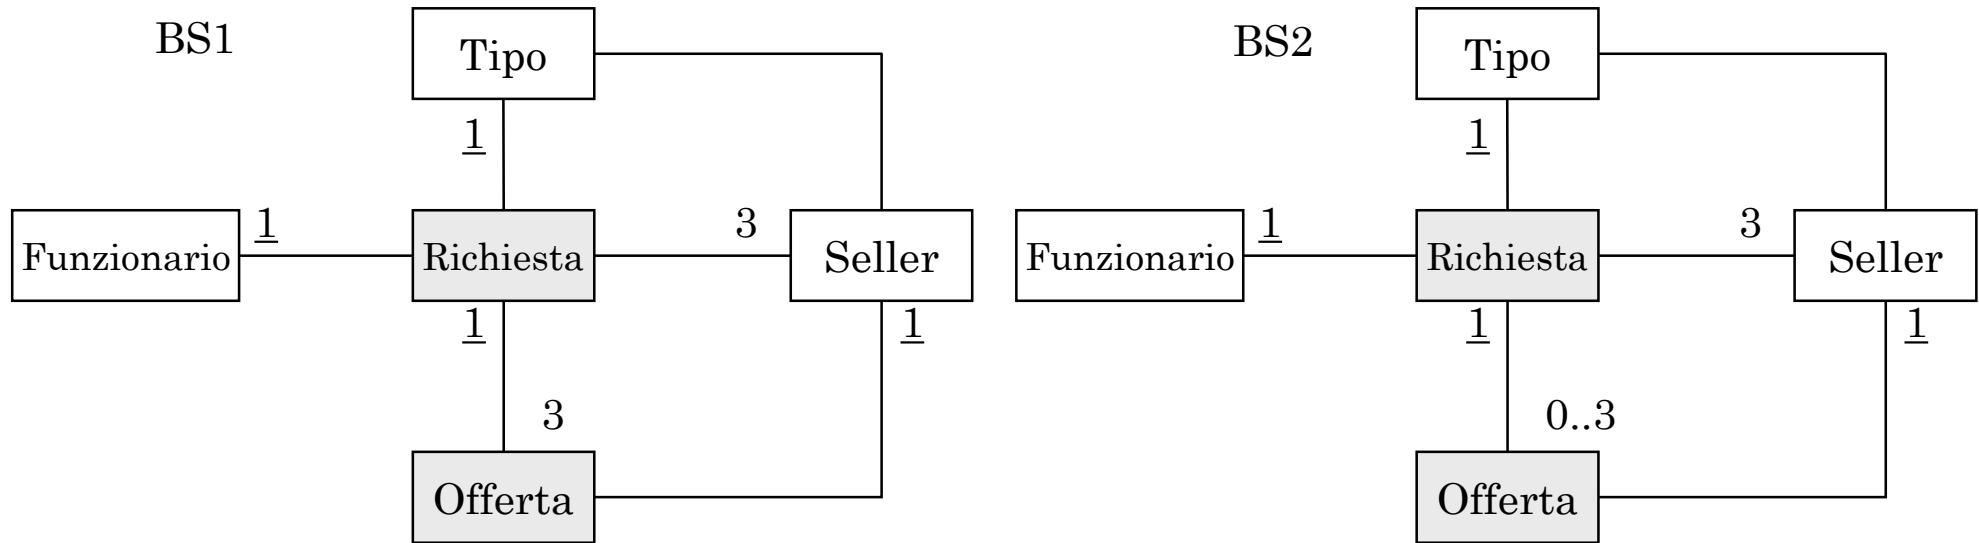 BS1
Tipo
1
Funzionario
1
Richiesta
3
Seller
1
1
3
Offerta
BS2
Tipo
1
Funzionario
1
Richiesta
3
Seller
1
1
0..3
Offerta